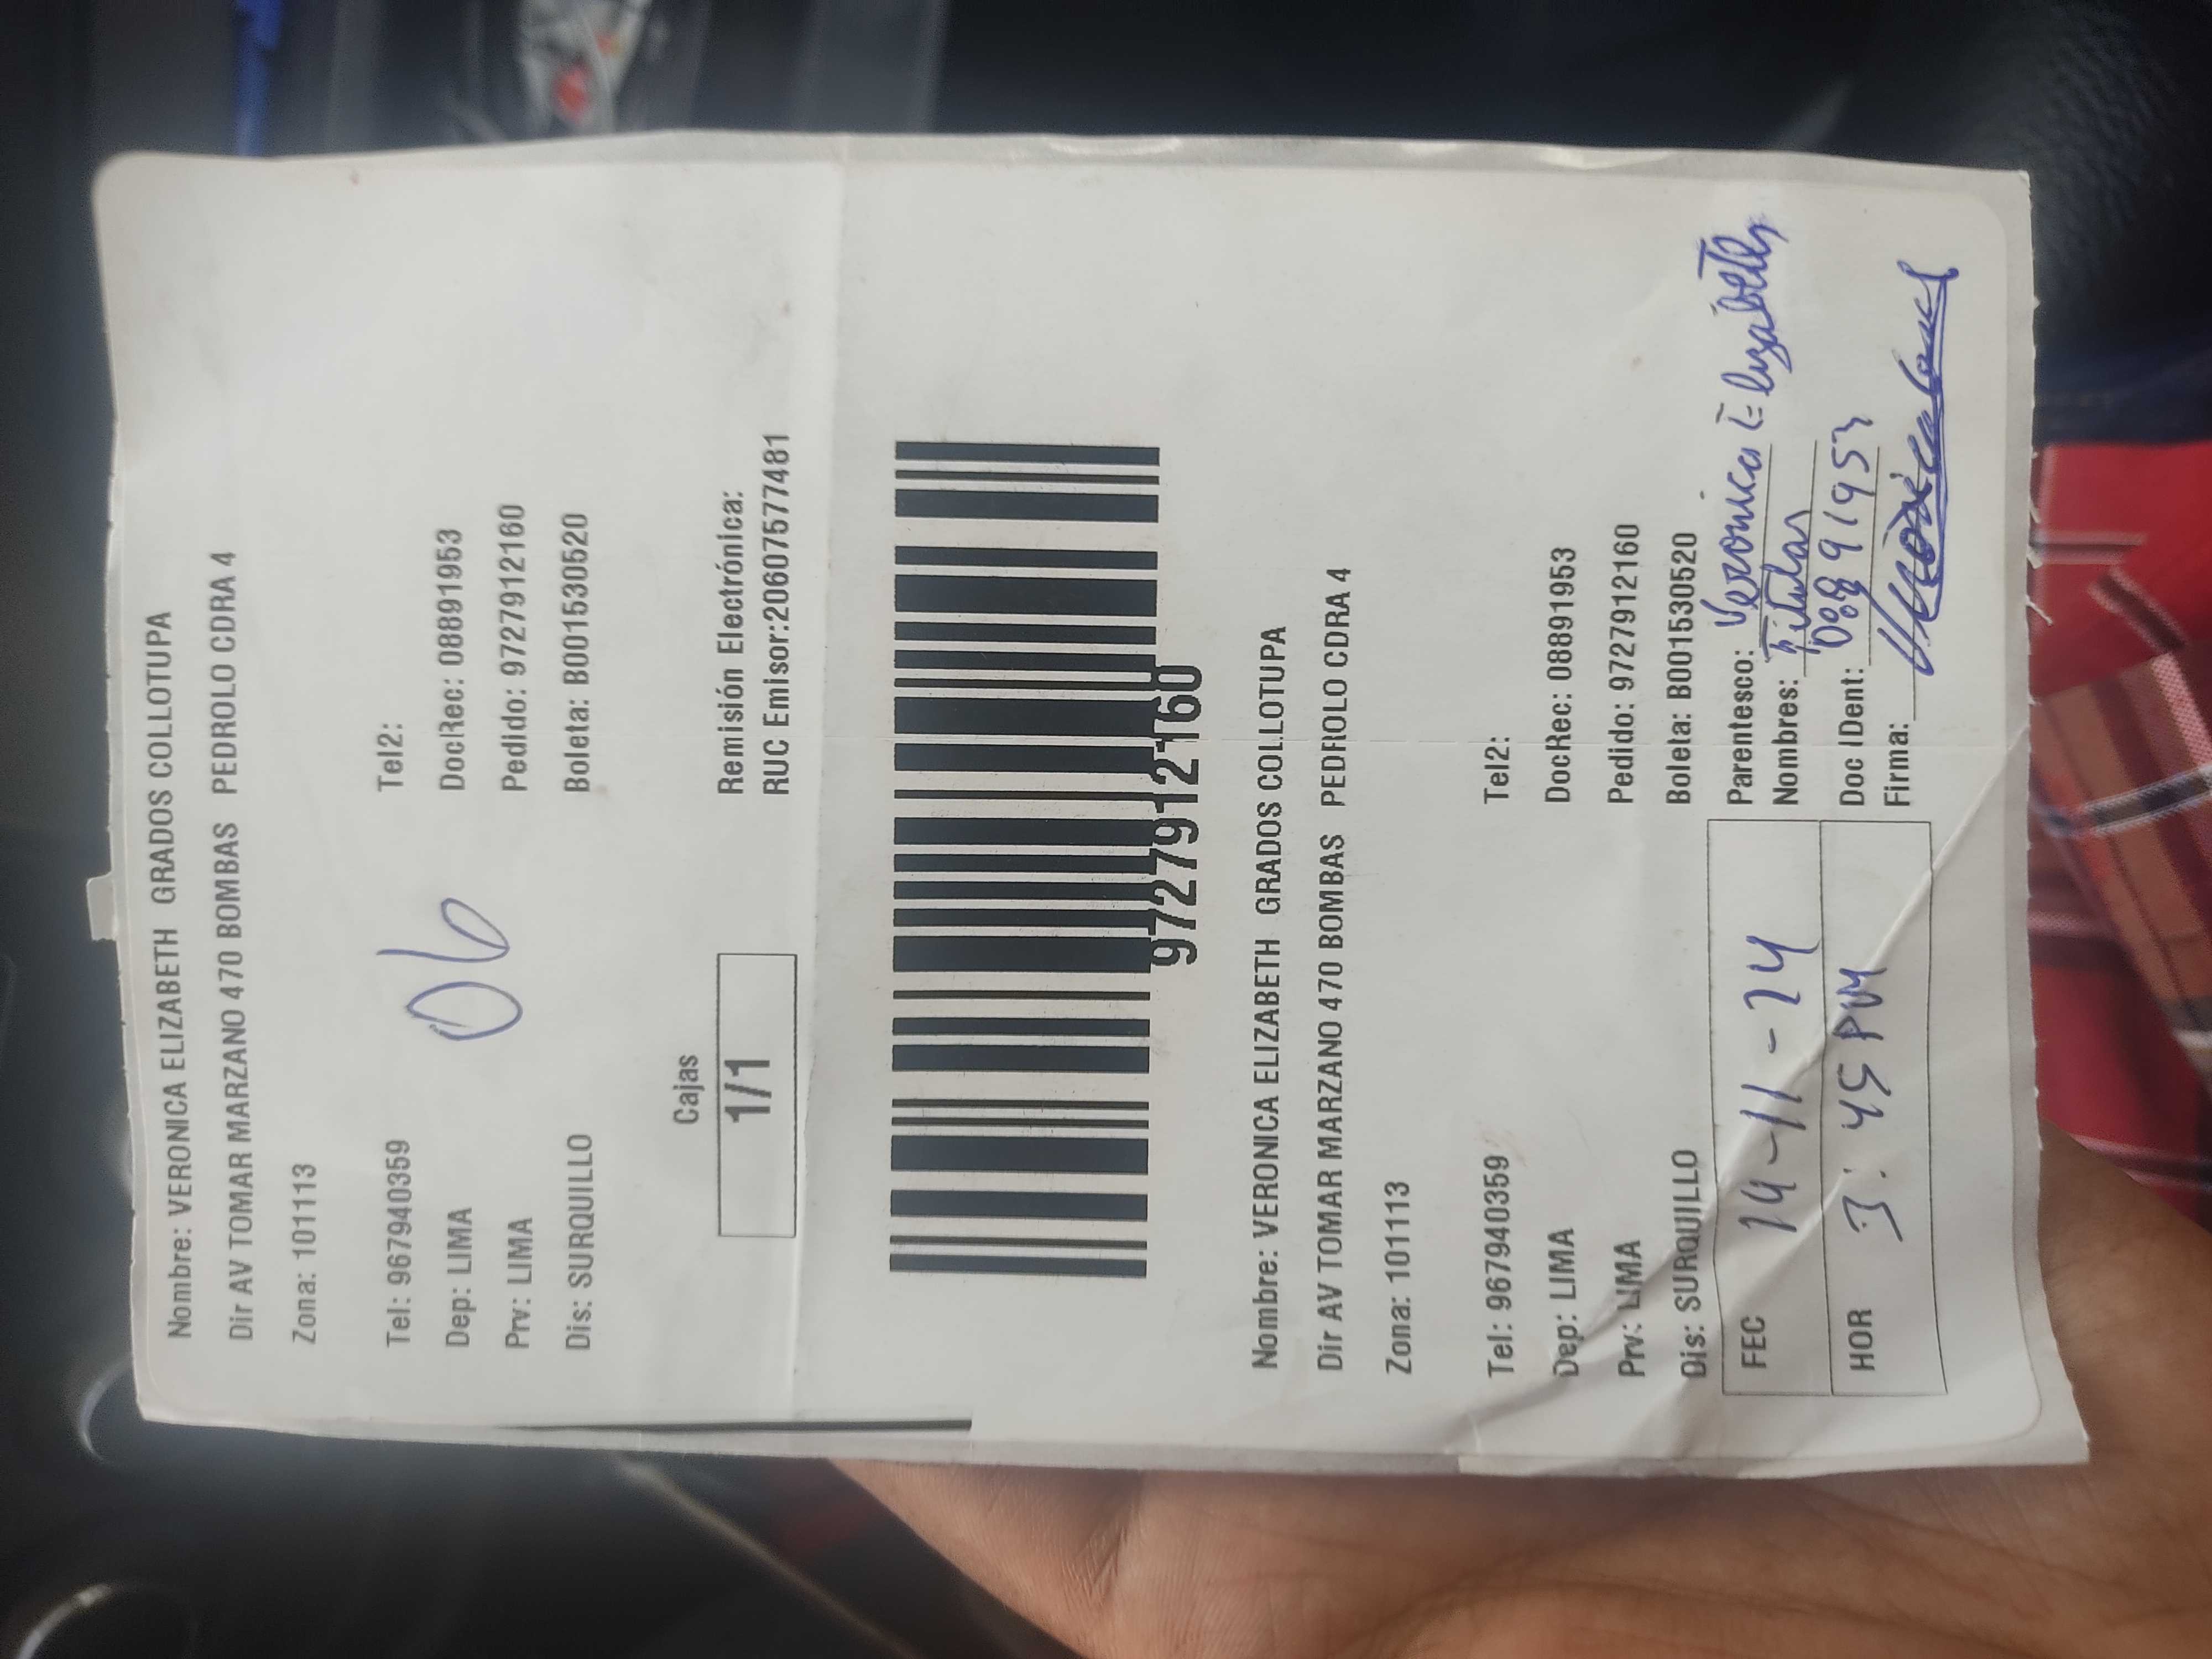 Nombre: VERONICA ELIZABETH GRADOS COLLOTUPA
Dir AV TOMAR MARZANO 470 BOMBAS PEDROLO CDRA 4
Zona: 101113
Tel: 967940359 Tel2:
Dep: LIMA DocRec: 08891953
Prv: LIMA Pedido: 9727912160
Dis: SURQUILLO Boleta: B001530520
06
Cajas
1/1
Remisión Electrónica:
RUC Emisor:20607577481
9727912160
Nombre: VERONICA ELIZABETH GRADOS COLLOTUPA
Dir AV TOMAR MARZANO 470 BOMBAS PEDROLO CDRA 4
Zona: 101113
Tel: 967940359 Tel2:
Dep: LIMA DocRec: 08891953
Prv: LIMA Pedido: 9727912160
Dis: SURQUILLO Boleta: B001530520
FEC 14-11-24
HOR 3:45 PM
Parentesco: Veronica
Nombres: Titular
Doc IDent: 08891953
Firma: